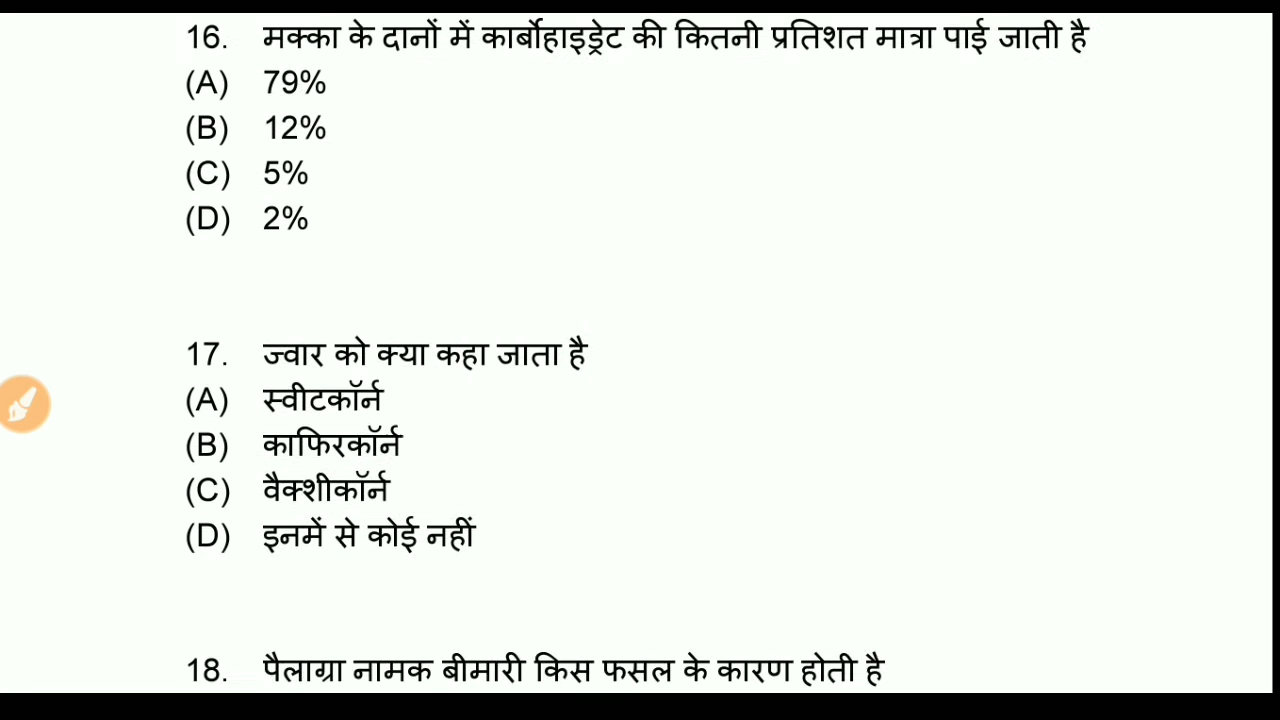 16. मक्का के दानों में कार्बोहाइड्रेट की कितनी प्रतिशत मात्रा पाई जाती है
(A) 79%
(B) 12%
(C) 5%
(D) 2%
17. ज्वार को क्या कहा जाता है
(A) स्वीटकॉर्न
(B) काफिरकॉर्न
(C) वैक्शीकॉर्न
(D) इनमें से कोई नहीं
18. पैलाग्रा नामक बीमारी किस फसल के कारण होती है